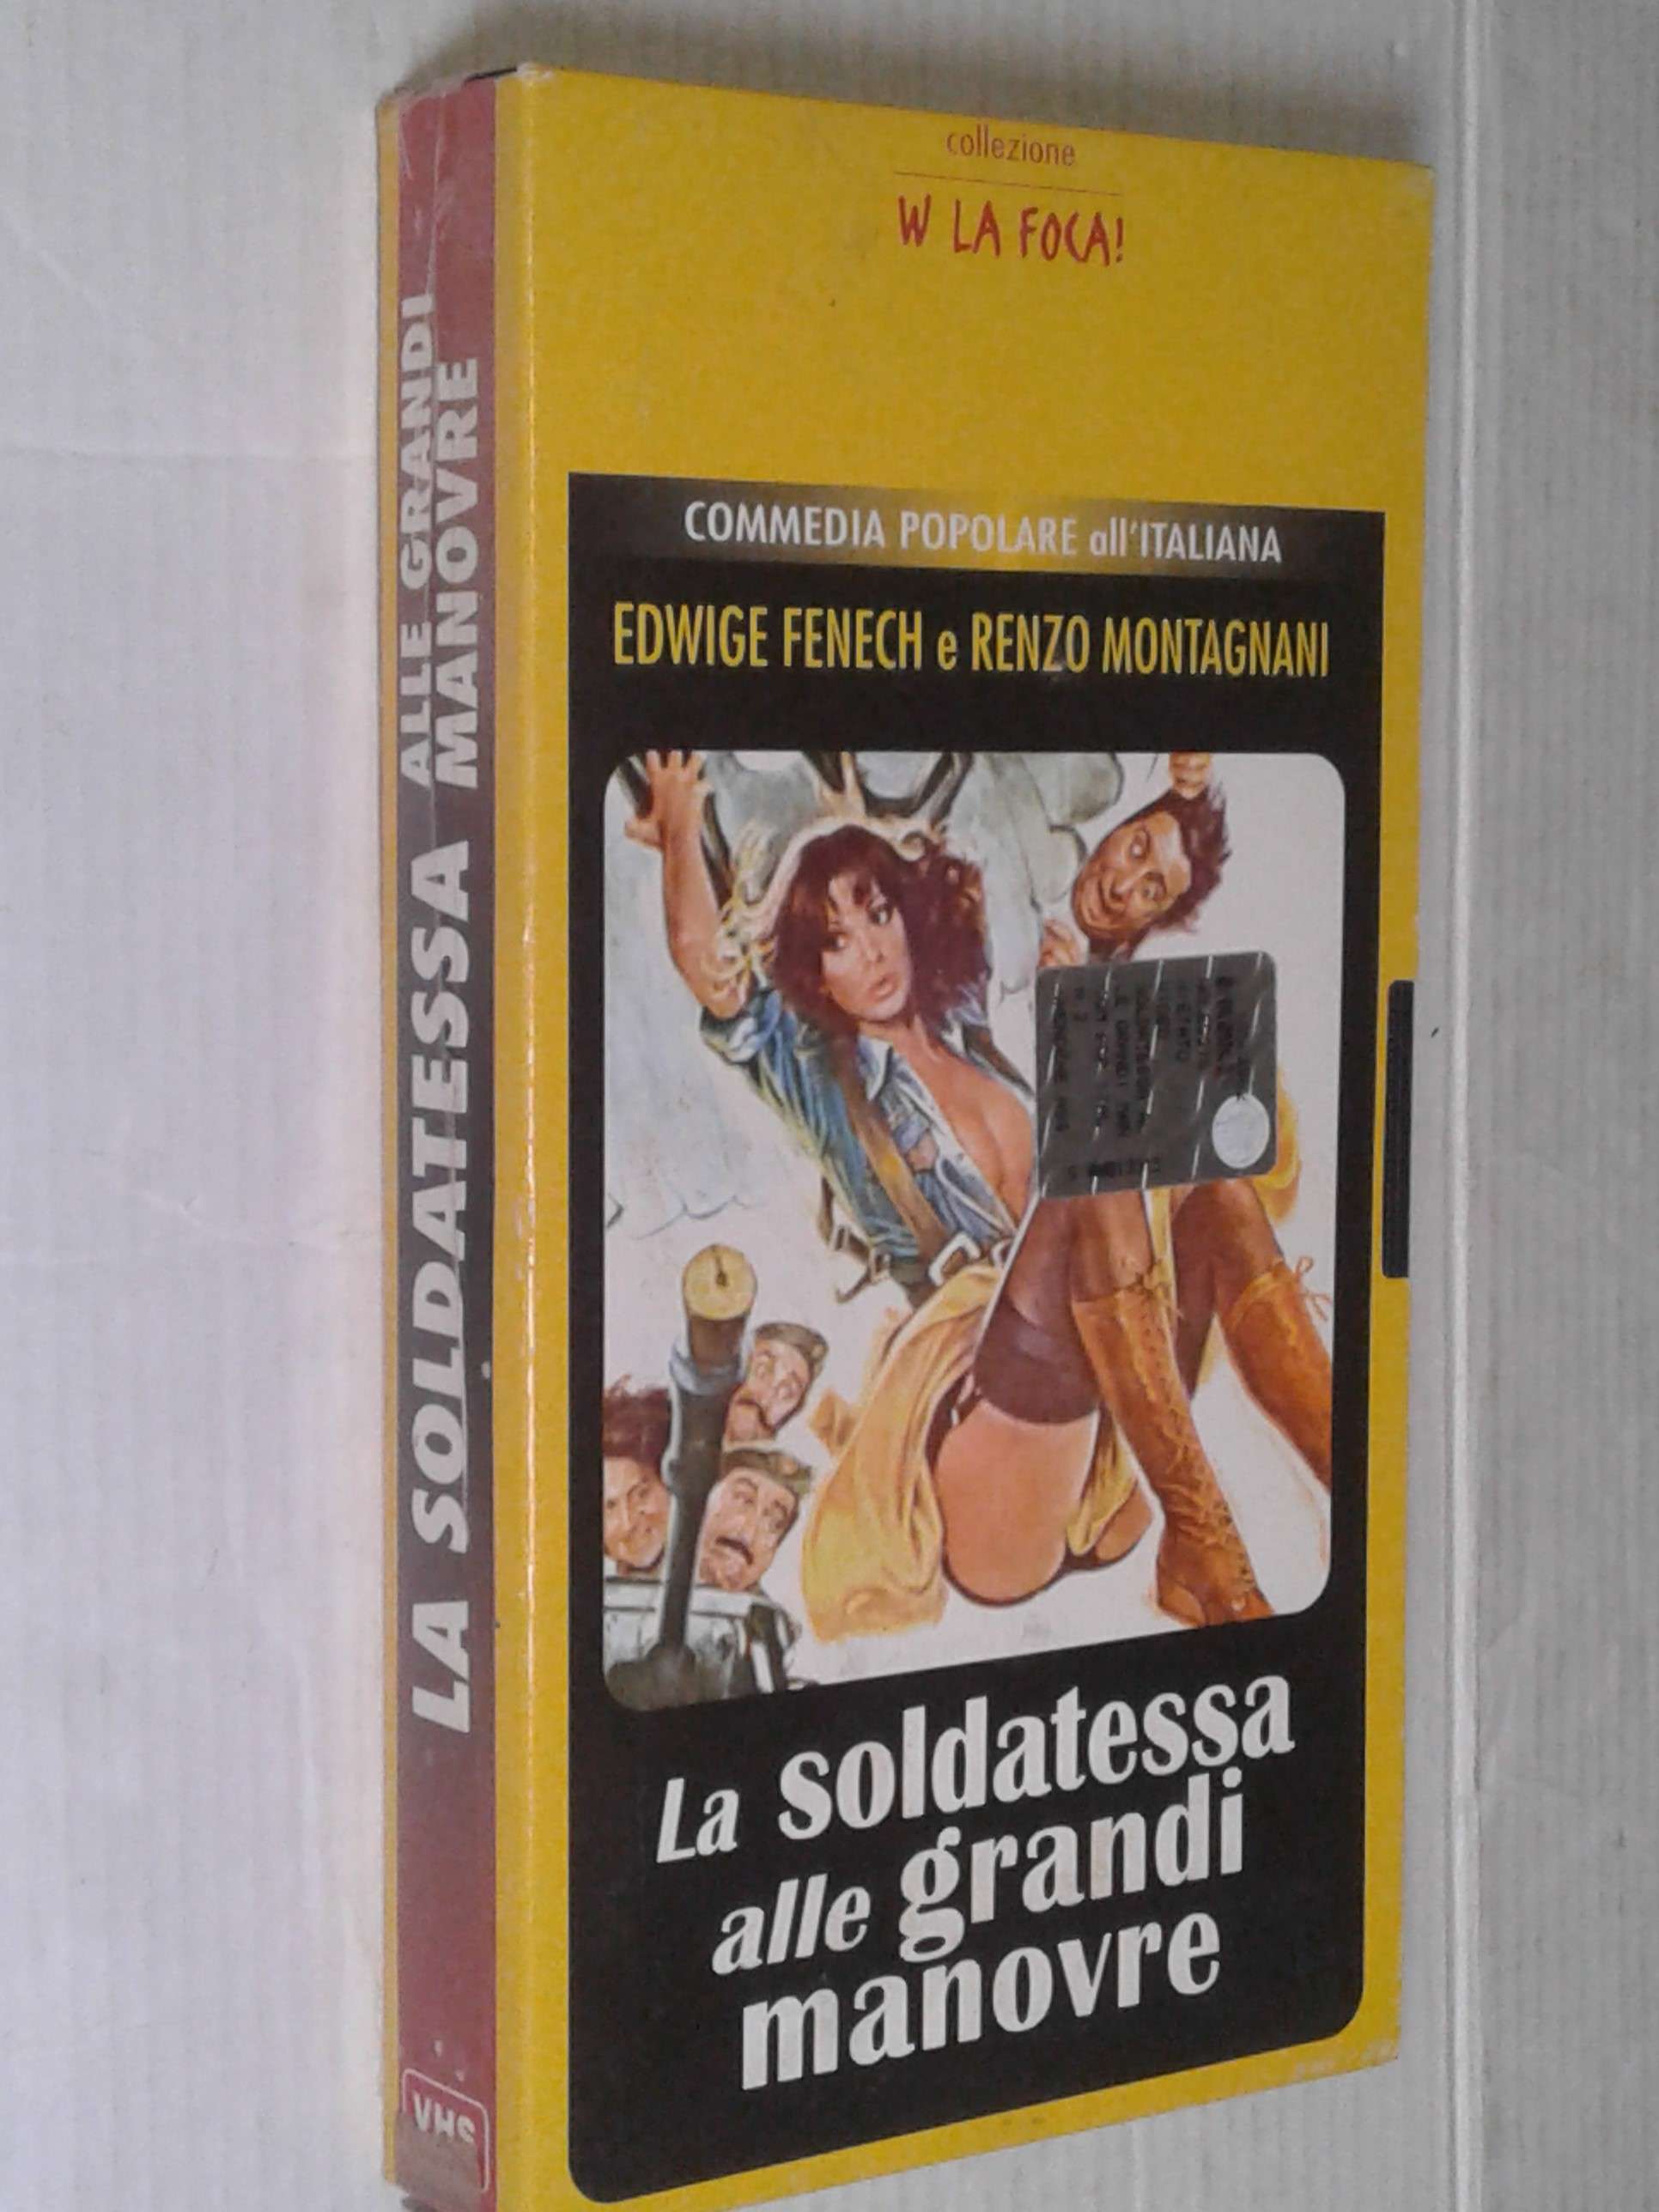 collezione
W LA FOCA!
COMMEDIA POPOLARE all'ITALIANA
EDWIGE FENECH e RENZO MONTAGNANI
La soldatessa
alle grandi
manovre
LA SOLDATESSA ALLE GRANDI
MANOVRE
VHS